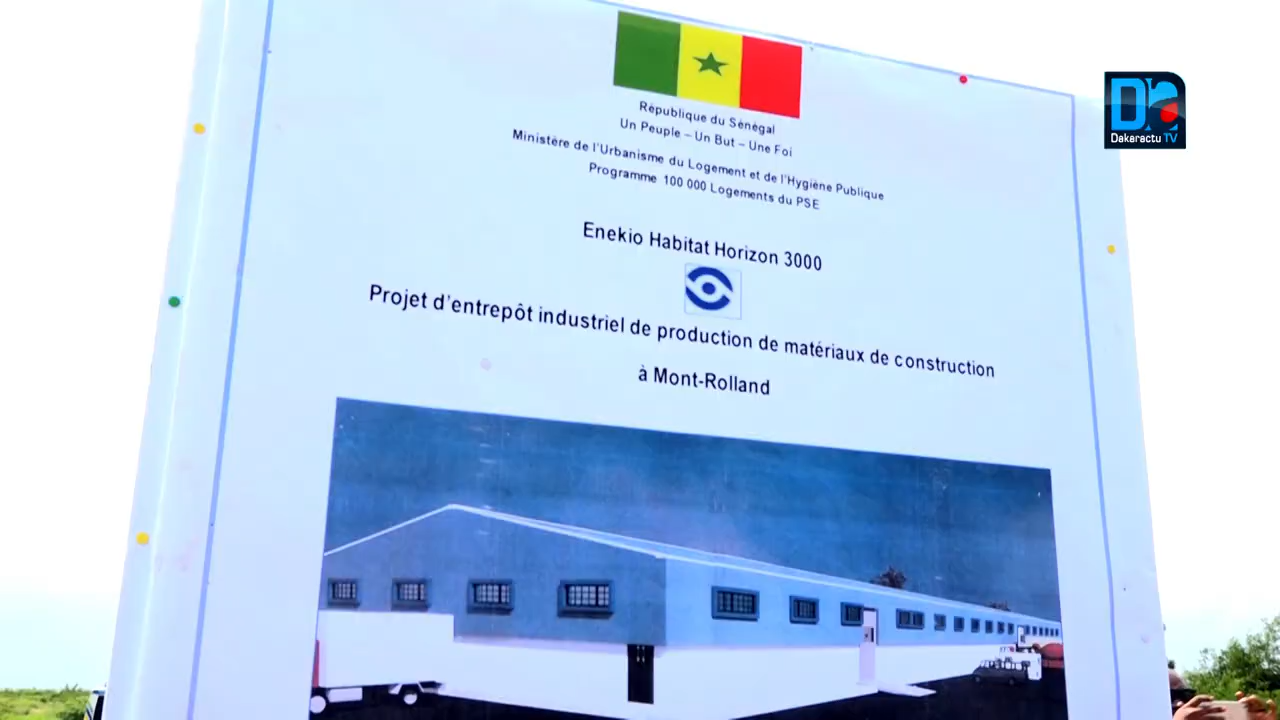 République du Sénégal
Un Peuple – Un But – Une Foi
Ministère de l'Urbanisme du Logement et de l'Hygiène Publique
Programme 100 000 Logements du PSE
Enekio Habitat Horizon 3000
Projet d'entrepôt industriel de production de matériaux de construction
à Mont-Rolland
Dakaractu TV